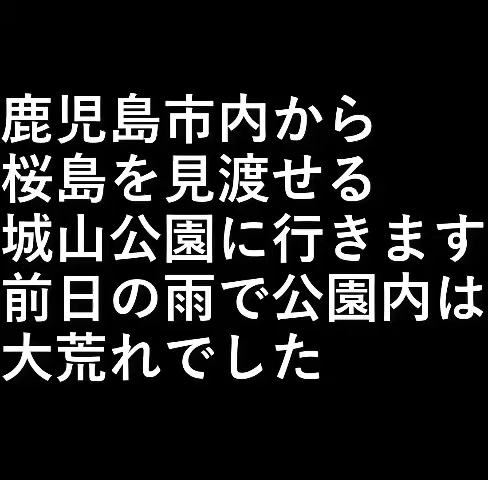 鹿児島市内から
桜島を見渡せる
城山公園に行きます
前日の雨で公園内は
大荒れでした